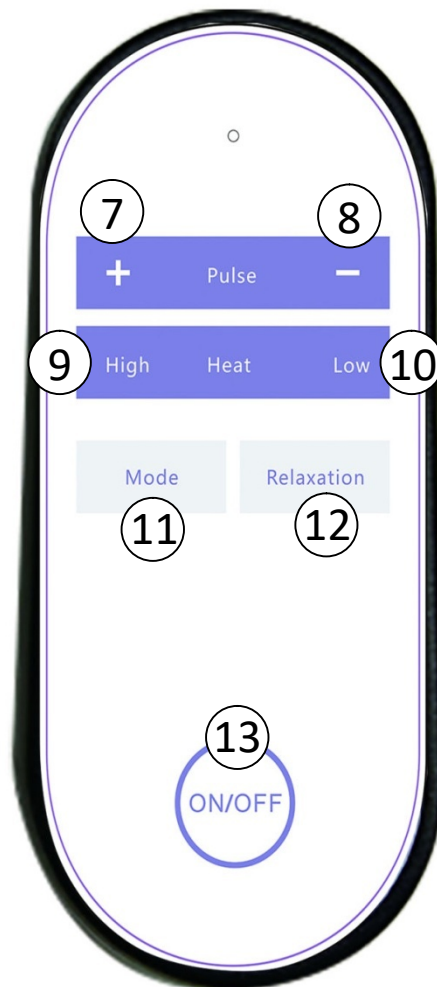 7 8
+ Pulse −
9 High Heat Low 10
Mode Relaxation
11 12
13
ON/OFF